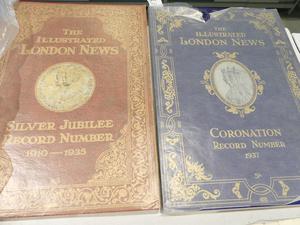 THE
ILLUSTRATED
LONDON NEWS
SILVER JUBILEE
RECORD NUMBER
1910—1935
THE
ILLUSTRATED
LONDON NEWS
CORONATION
RECORD NUMBER
1937